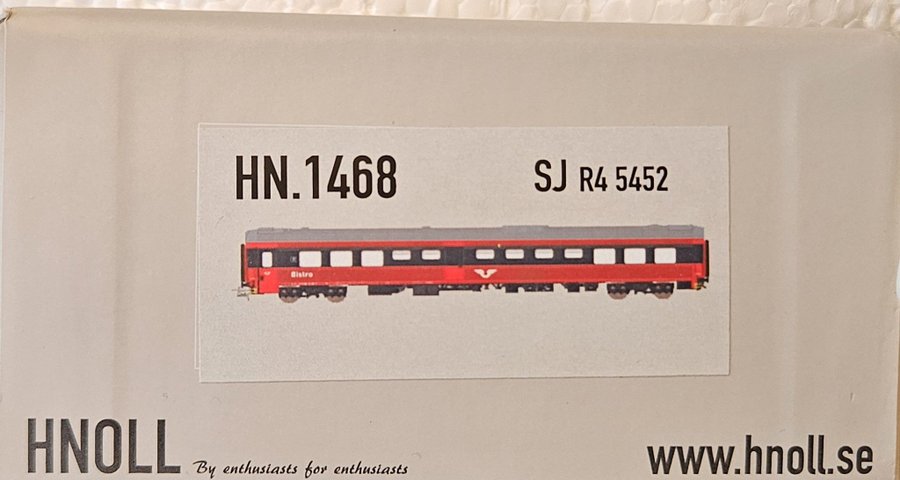 HN.1468 SJ R4 5452
Bistro
HNOLL By enthusiasts for enthusiasts www.hnoll.se